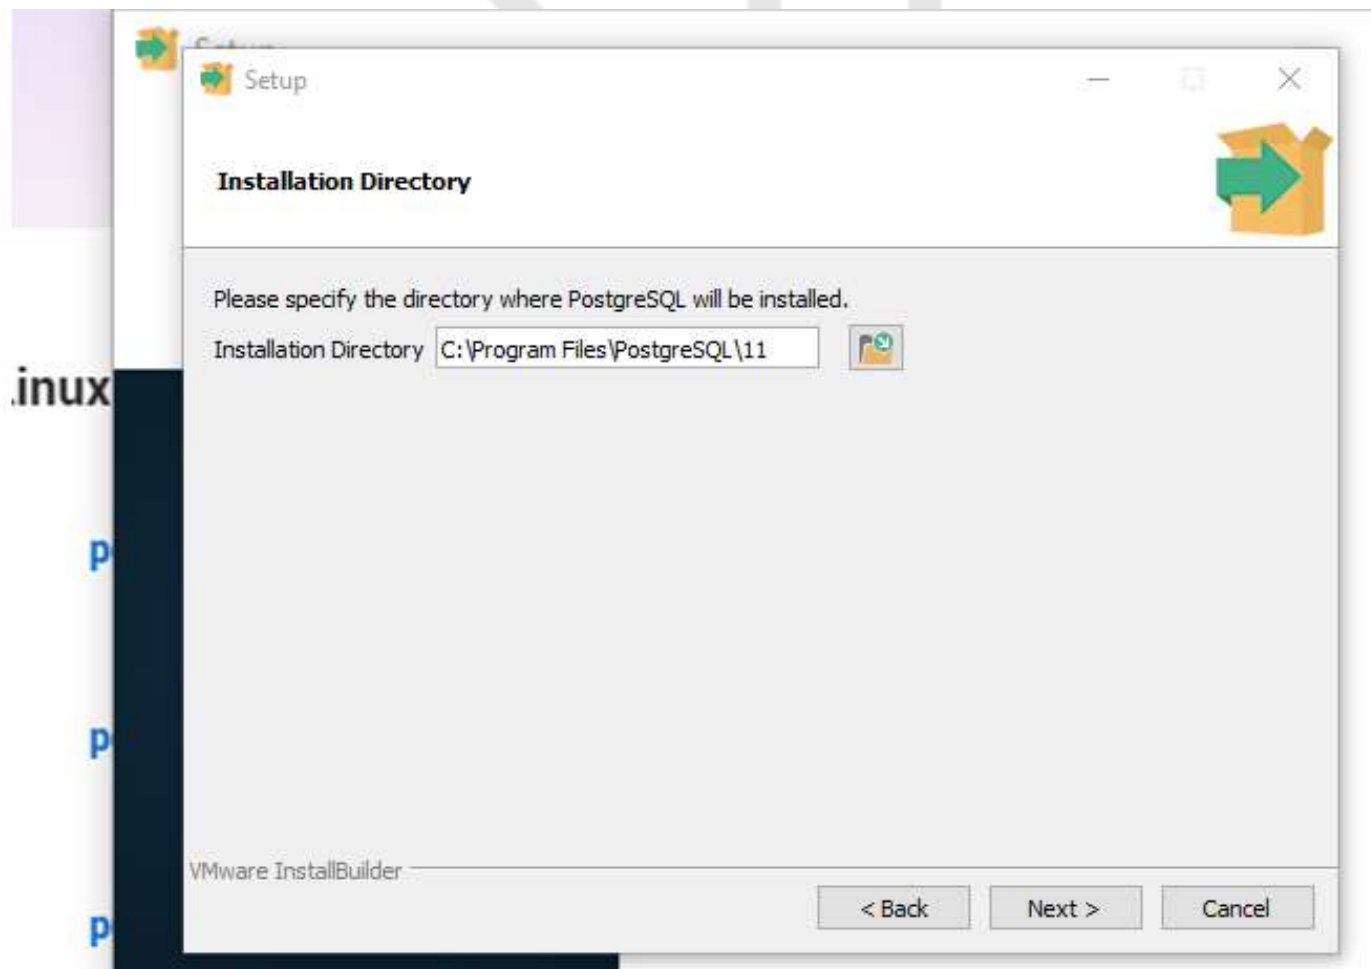 Setup
Installation Directory
Please specify the directory where PostgreSQL will be installed.
Installation Directory C:\Program Files\PostgreSQL\11
inux
p
p
p
VMware InstallBuilder
< Back Next > Cancel